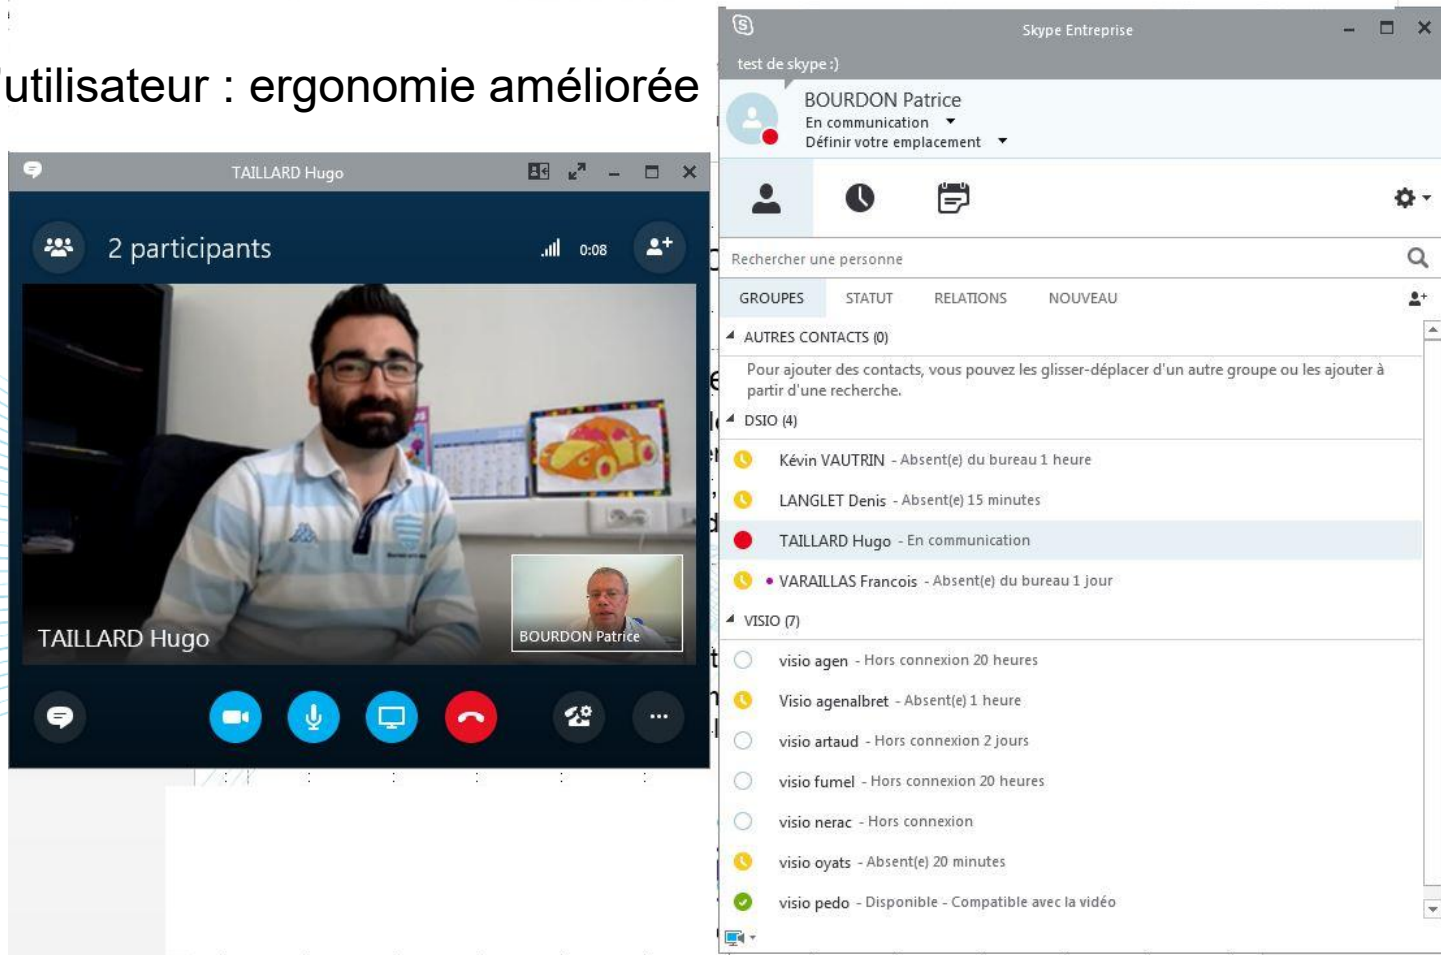 utilisateur : ergonomie améliorée
TAILLARD Hugo
2 participants
0:08
TAILLARD Hugo
BOURDON Patrice
Skype Entreprise
test de skype :)
BOURDON Patrice
En communication
Définir votre emplacement
Rechercher une personne
GROUPES STATUT RELATIONS NOUVEAU
AUTRES CONTACTS (0)
Pour ajouter des contacts, vous pouvez les glisser-déplacer d'un autre groupe ou les ajouter à
partir d'une recherche.
DSIO (4)
Kévin VAUTRIN - Absent(e) du bureau 1 heure
LANGLET Denis - Absent(e) 15 minutes
TAILLARD Hugo - En communication
VARAILLAS Francois - Absent(e) du bureau 1 jour
VISIO (7)
visio agen - Hors connexion 20 heures
Visio agenalbret - Absent(e) 1 heure
visio artaud - Hors connexion 2 jours
visio fumel - Hors connexion 20 heures
visio nerac - Hors connexion
visio oyats - Absent(e) 20 minutes
visio pedo - Disponible - Compatible avec la vidéo